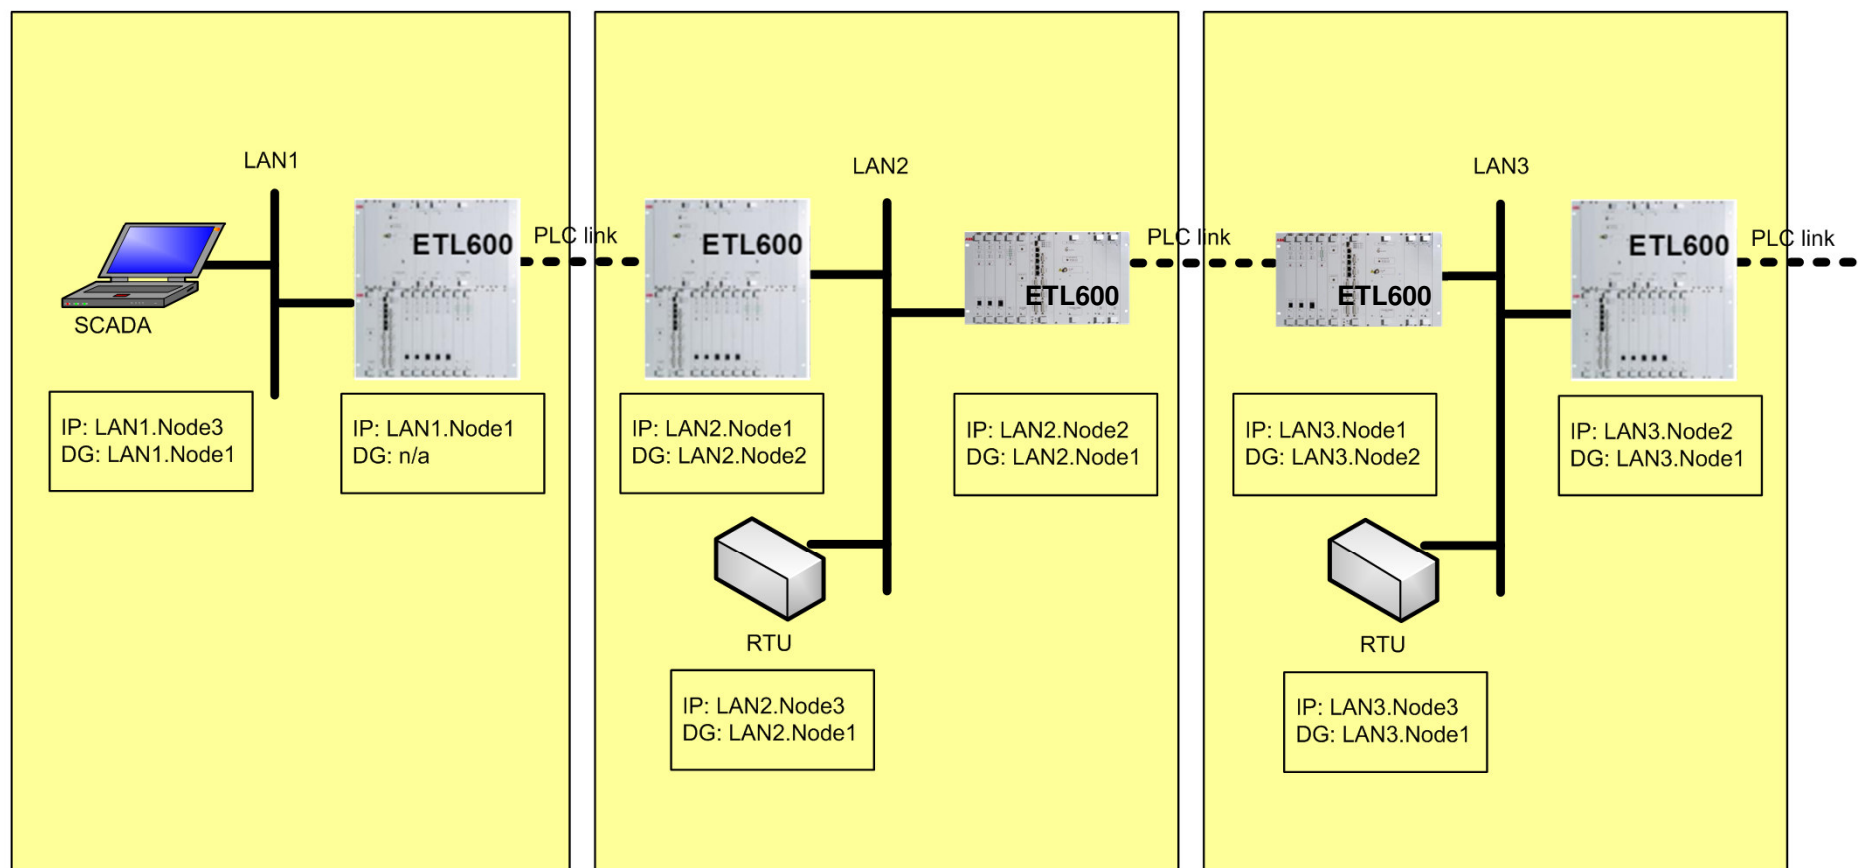 LAN1
SCADA
ETL600
PLC link
IP: LAN1.Node3
DG: LAN1.Node1
IP: LAN1.Node1
DG: n/a
LAN2
ETL600
ETL600
PLC link
IP: LAN2.Node1
DG: LAN2.Node2
IP: LAN2.Node2
DG: LAN2.Node1
RTU
IP: LAN2.Node3
DG: LAN2.Node1
LAN3
ETL600
ETL600
PLC link
IP: LAN3.Node1
DG: LAN3.Node2
IP: LAN3.Node2
DG: LAN3.Node1
RTU
IP: LAN3.Node3
DG: LAN3.Node1